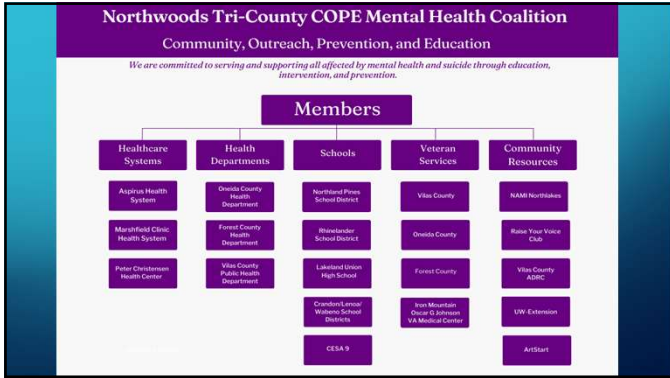 Northwoods Tri-County COPE Mental Health Coalition
Community, Outreach, Prevention, and Education
We are committed to serving and supporting all affected by mental health and suicide through education,
intervention, and prevention.
Members
Healthcare
Systems
Health
Departments
Schools
Veteran
Services
Community
Resources
Aspirus Health
System
Oneida County
Health
Department
Northland Pines
School District
Vilas County
NAMI Northlakes
Marshfield Clinic
Health System
Forest County
Health
Department
Rhinelander
School District
Oneida County
Raise Your Voice
Club
Peter Christensen
Health Center
Vilas County
Public Health
Department
Lakeland Union
High School
Forest County
Vilas County
ADRC
Crandon/Lenoa/
Wabeno School
Districts
Iron Mountain
Oscar G Johnson
VA Medical Center
UW-Extension
CESA 9
ArtStart